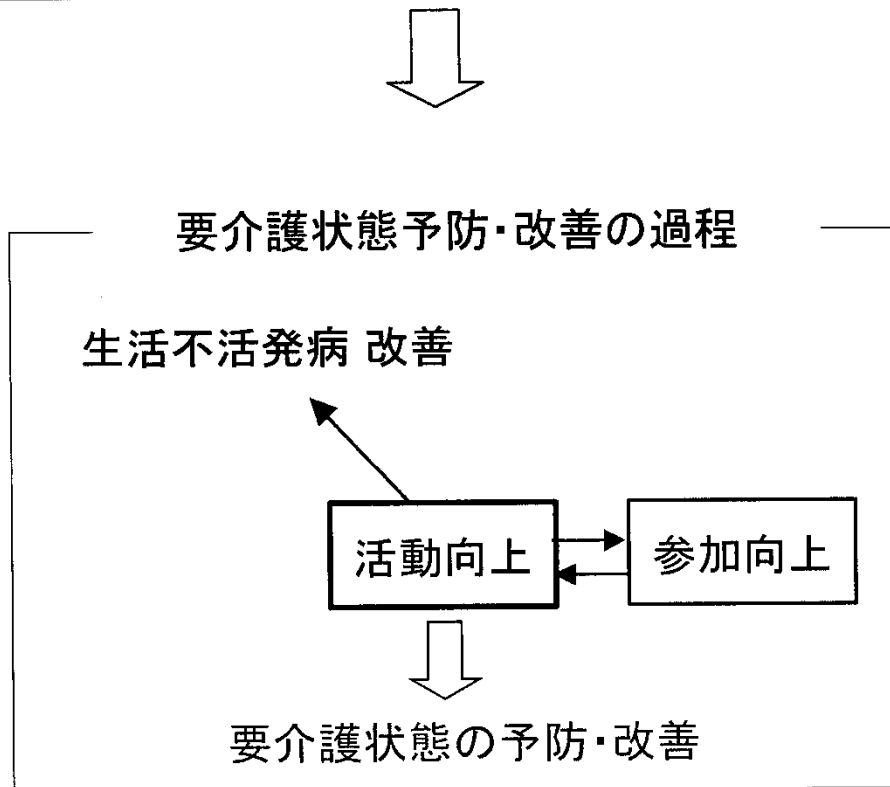 要介護状態予防・改善の過程
生活不活発病 改善
活動向上
参加向上
要介護状態の予防・改善